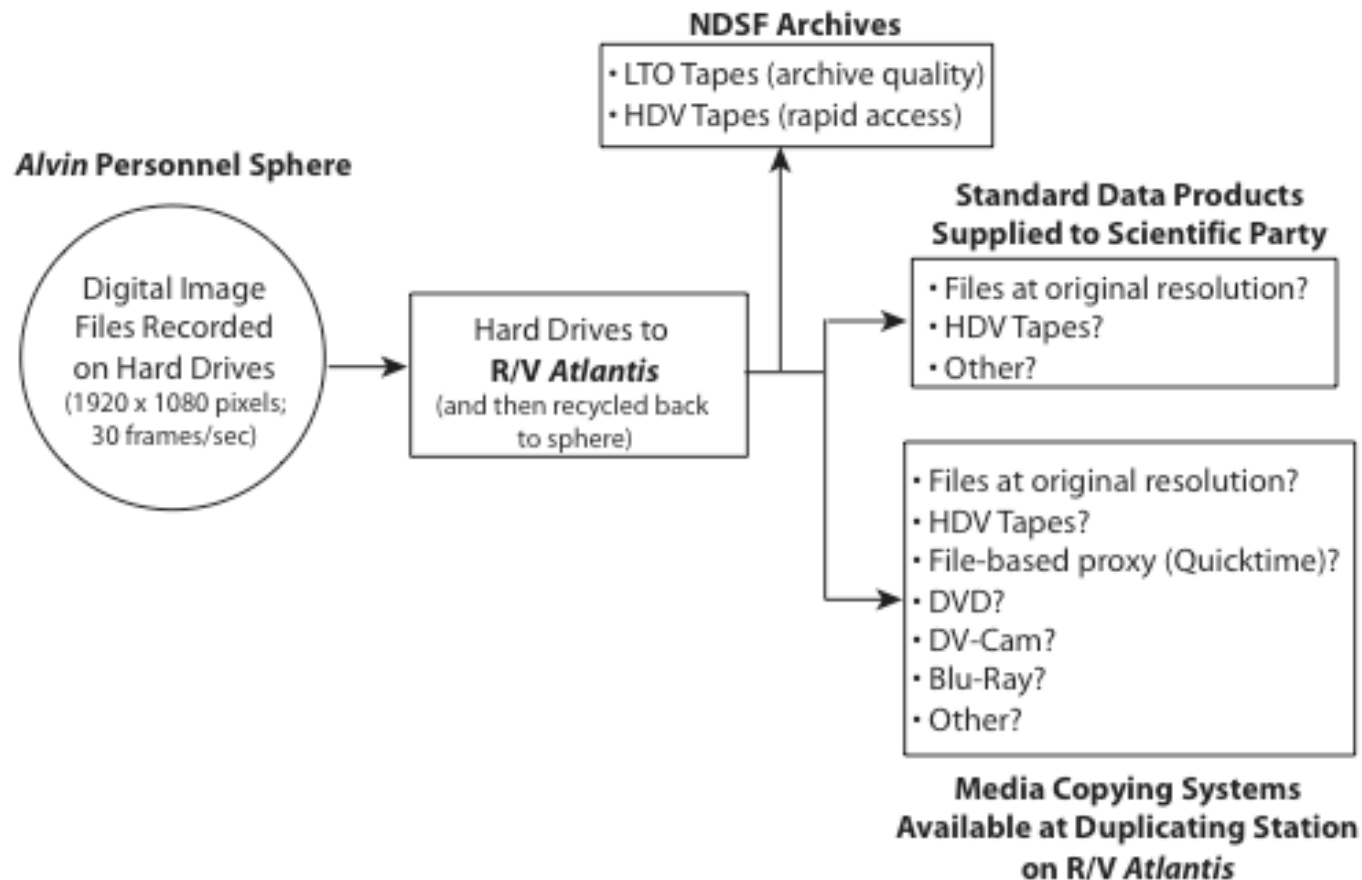 NDSF Archives
• LTO Tapes (archive quality)
• HDV Tapes (rapid access)
Alvin Personnel Sphere
Digital Image
Files Recorded
on Hard Drives
(1920 x 1080 pixels;
30 frames/sec)
Hard Drives to
R/V Atlantis
(and then recycled back
to sphere)
Standard Data Products
Supplied to Scientific Party
• Files at original resolution?
• HDV Tapes?
• Other?
• Files at original resolution?
• HDV Tapes?
• File-based proxy (Quicktime)?
• DVD?
• DV-Cam?
• Blu-Ray?
• Other?
Media Copying Systems
Available at Duplicating Station
on R/V Atlantis